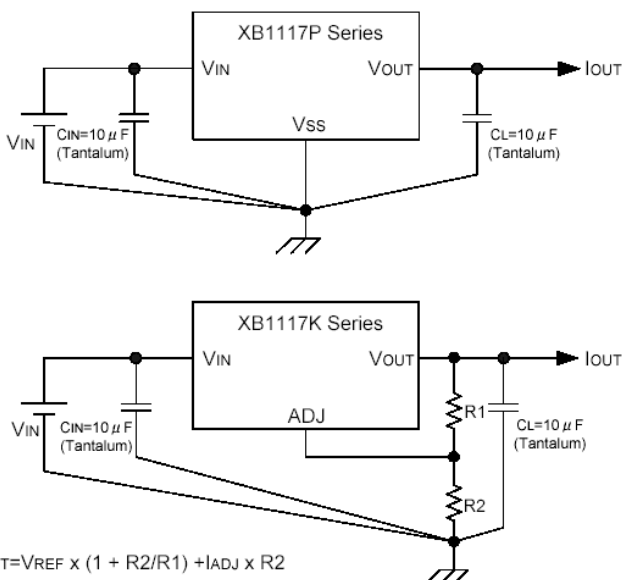 XB1117P Series
VIN
VOUT
IOUT
VSS
VIN
CIN=10μF
(Tantalum)
CL=10μF
(Tantalum)
XB1117K Series
VIN
VOUT
IOUT
ADJ
R1
VIN
CIN=10μF
(Tantalum)
CL=10μF
(Tantalum)
R2
T=VREF x (1 + R2/R1) +IADJ x R2